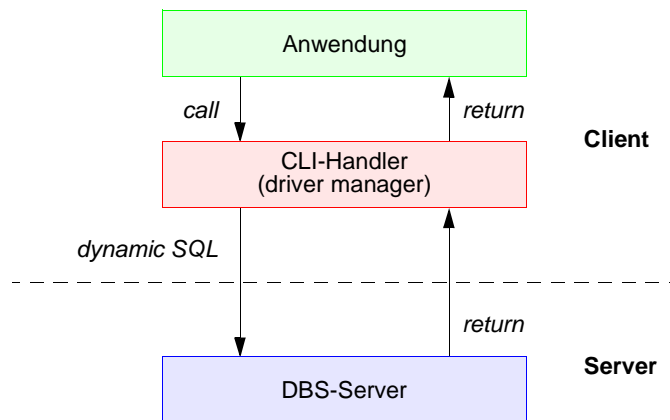 Anwendung
call
return
Client
CLI-Handler
(driver manager)
dynamic SQL
return
Server
DBS-Server